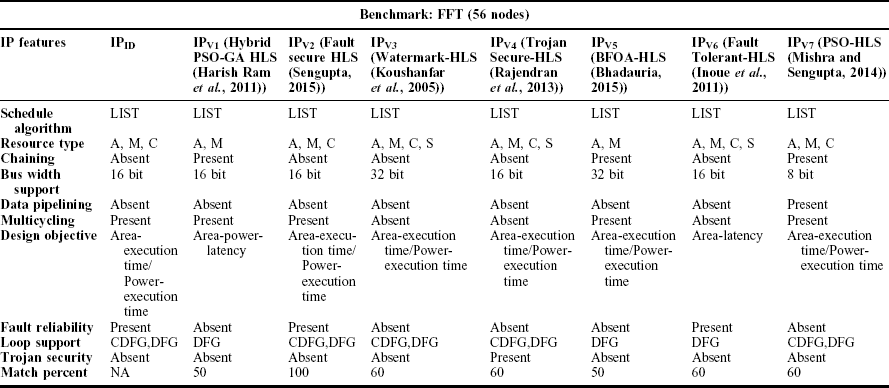 Benchmark: FFT (56 nodes)
IP features IP_ID IP_V1 (Hybrid IP_V2 (Fault IP_V3 IP_V4 (Trojan IP_V5 IP_V6 (Fault IP_V7 (PSO-HLS
PSO-GA HLS secure HLS (Watermark-HLS Secure-HLS (BFOA-HLS Tolerant-HLS (Mishra and
(Harish Ram (Sengupta, (Koushanfar (Rajendran (Bhadauria, (Inoue et al., Sengupta, 2014))
et al., 2011)) 2015)) et al., 2005)) et al., 2013)) 2015)) 2011))
Schedule LIST LIST LIST LIST LIST LIST LIST LIST
algorithm
Resource type A, M, C A, M A, M, C A, M, C, S A, M, C, S A, M A, M, C, S A, M, C
Chaining Absent Present Absent Absent Absent Present Absent Present
Bus width 16 bit 16 bit 16 bit 32 bit 16 bit 32 bit 16 bit 8 bit
support
Data pipelining Absent Absent Absent Absent Absent Absent Absent Present
Multicycling Present Present Present Absent Absent Present Absent Present
Design objective Area- Area-power- Area-execu- Area-execution Area-execution Area-execution Area-latency Area-execution
execution latency tion time/ time/Power- time/Power- time/Power- time/Power-
time/ Power- execution time execution execution execution time
Power- execution time time
execution time
time
Fault reliability Present Absent Present Absent Absent Absent Present Absent
Loop support CDFG,DFG DFG CDFG,DFG CDFG,DFG CDFG,DFG DFG DFG CDFG,DFG
Trojan security Absent Absent Absent Absent Present Absent Absent Absent
Match percent NA 50 100 60 60 50 60 60